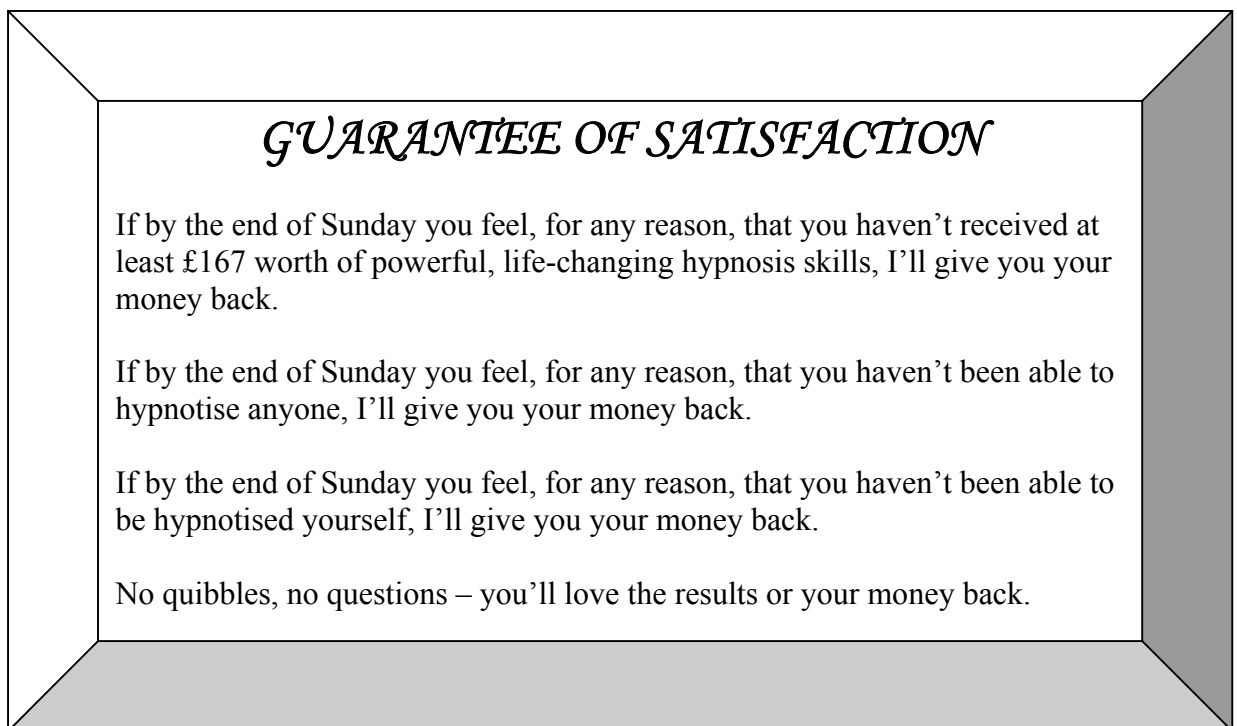 GUARANTEE OF SATISFACTION
If by the end of Sunday you feel, for any reason, that you haven’t received at
least £167 worth of powerful, life-changing hypnosis skills, I’ll give you your
money back.
If by the end of Sunday you feel, for any reason, that you haven’t been able to
hypnotise anyone, I’ll give you your money back.
If by the end of Sunday you feel, for any reason, that you haven’t been able to
be hypnotised yourself, I’ll give you your money back.
No quibbles, no questions – you’ll love the results or your money back.